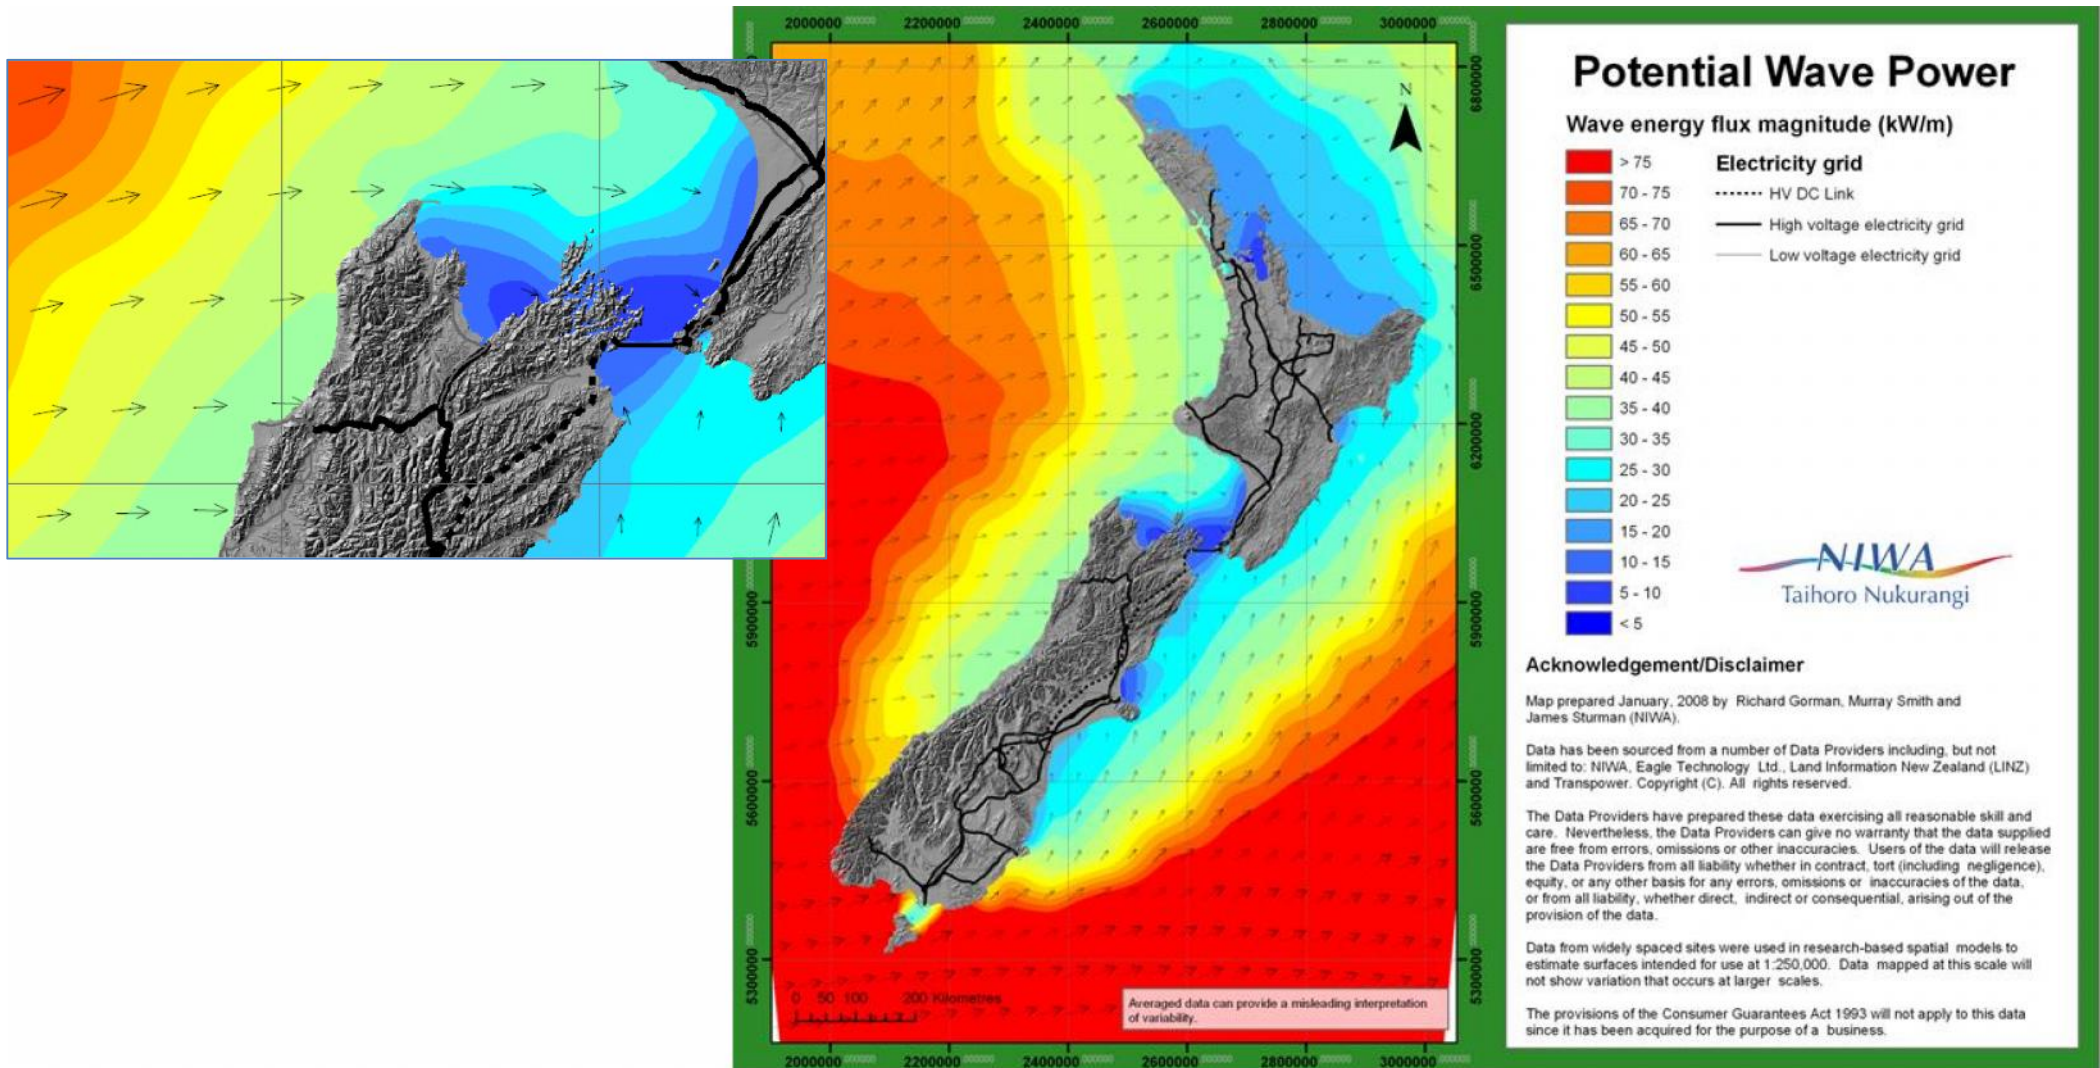 2000000 2200000 2400000 2600000 2800000 3000000
6800000
6500000
6200000
5900000
5600000
5300000
N
6800000
6500000
6200000
5900000
5600000
5300000
0 50 100 200 Kilometres
Averaged data can provide a misleading interpretation
of variability.
2000000 2200000 2400000 2600000 2800000 3000000
Potential Wave Power
Wave energy flux magnitude (kW/m)
> 75
70 - 75
65 - 70
60 - 65
55 - 60
50 - 55
45 - 50
40 - 45
35 - 40
30 - 35
25 - 30
20 - 25
15 - 20
10 - 15
5 - 10
< 5
Electricity grid
HV DC Link
High voltage electricity grid
Low voltage electricity grid
NIWA
Taihoro Nukurangi
Acknowledgement/Disclaimer
Map prepared January, 2008 by Richard Gorman, Murray Smith and
James Sturman (NIWA).
Data has been sourced from a number of Data Providers including, but not
limited to: NIWA, Eagle Technology Ltd., Land Information New Zealand (LINZ)
and Transpower. Copyright (C). All rights reserved.
The Data Providers have prepared these data exercising all reasonable skill and
care. Nevertheless, the Data Providers can give no warranty that the data supplied
are free from errors, omissions or other inaccuracies. Users of the data will release
the Data Providers from all liability whether in contract, tort (including negligence),
equity, or any other basis for any errors, omissions or inaccuracies of the data,
or from all liability, whether direct, indirect or consequential, arising out of the
provision of the data.
Data from widely spaced sites were used in research-based spatial models to
estimate surfaces intended for use at 1:250,000. Data mapped at this scale will
not show variation that occurs at larger scales.
The provisions of the Consumer Guarantees Act 1993 will not apply to this data
since it has been acquired for the purpose of a business.